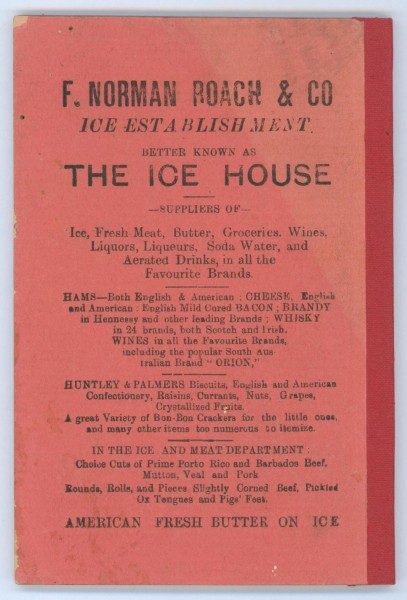 F. NORMAN ROACH & CO
ICE ESTABLISHMENT.
BETTER KNOWN AS
THE ICE HOUSE
—SUPPLIERS OF—
Ice, Fresh Meat, Butter, Groceries. Wines,
Liquors, Liqueurs, Soda Water, and
Aerated Drinks, in all the
Favourite Brands.
HAMS—Both English & American ; CHEESE, English
and American : English Mild Cured BACON ; BRANDY
in Hennessy and other leading Brands ; WHISKY
in 24 brands, both Scotch and Irish.
WINES in all the Favourite Brands,
including the popular South Aus-
tralian Brand "ORION,"
HUNTLEY & PALMERS Biscuits, English and American
Confectionery, Raisins, Currants, Nuts, Grapes,
Crystallized Fruits.
A great Variety of Bon-Bon Crackers for the little ones,
and many other items too numerous to itemize.
IN THE ICE AND MEAT DEPARTMENT :
Choice Cuts of Prime Porto Rico and Barbados Beef,
Mutton, Veal and Pork
Rounds, Rolls, and Pieces Slightly Corned Beef, Pickled
Ox Tongues and Pigs' Feet.
AMERICAN FRESH BUTTER ON ICE